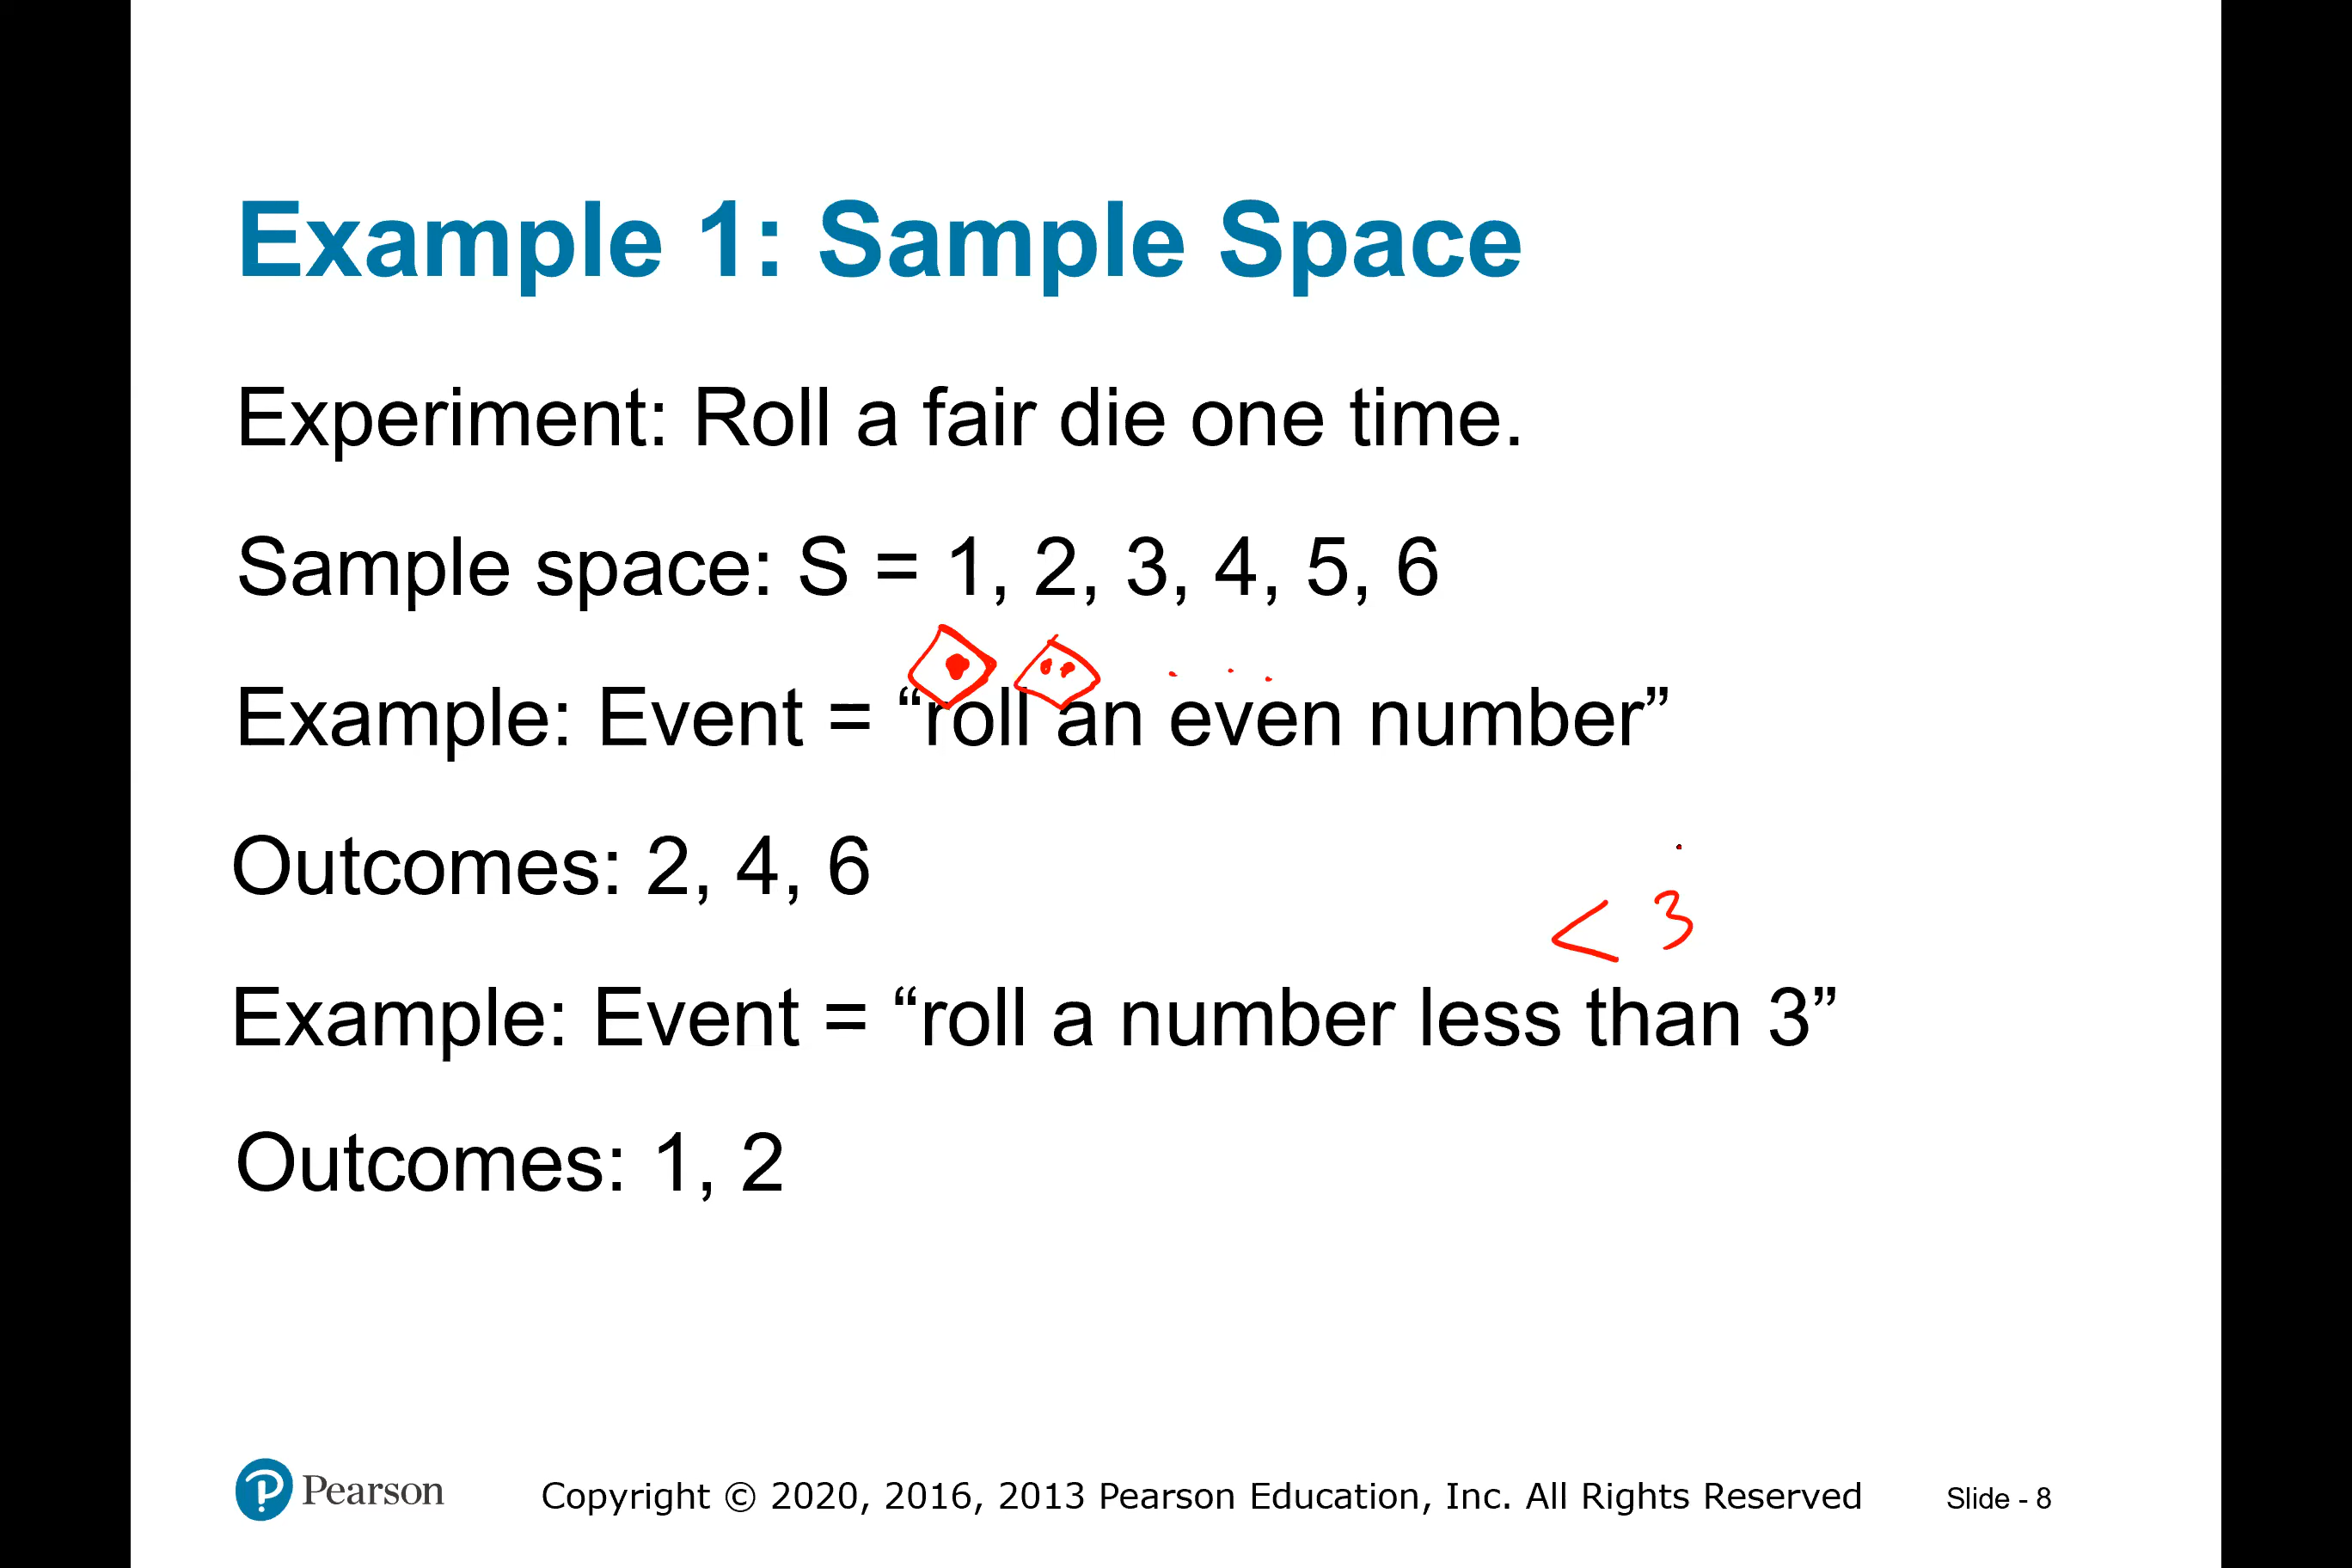 Example 1: Sample Space
Experiment: Roll a fair die one time.
Sample space: S = 1, 2, 3, 4, 5, 6
Example: Event = “roll an even number”
Outcomes: 2, 4, 6
< 3
Example: Event = “roll a number less than 3”
Outcomes: 1, 2
Pearson
Copyright © 2020, 2016, 2013 Pearson Education, Inc. All Rights Reserved
Slide - 8